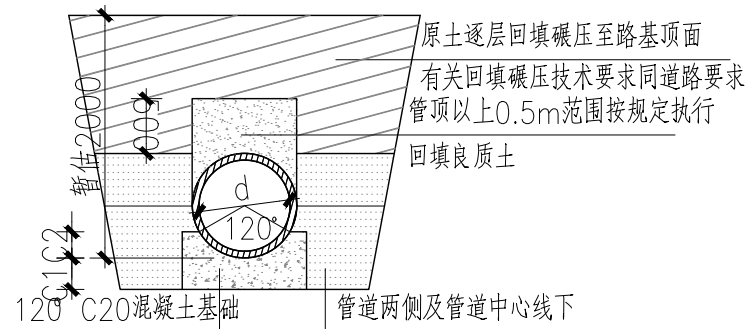 原土逐层回填碾压至路基顶面
有关回填碾压技术要求同道路要求
管顶以上0.5m范围按规定执行
回填良质土
暂估2000
500
d
120°
C1C2
120° C20混凝土基础
管道两侧及管道中心线下